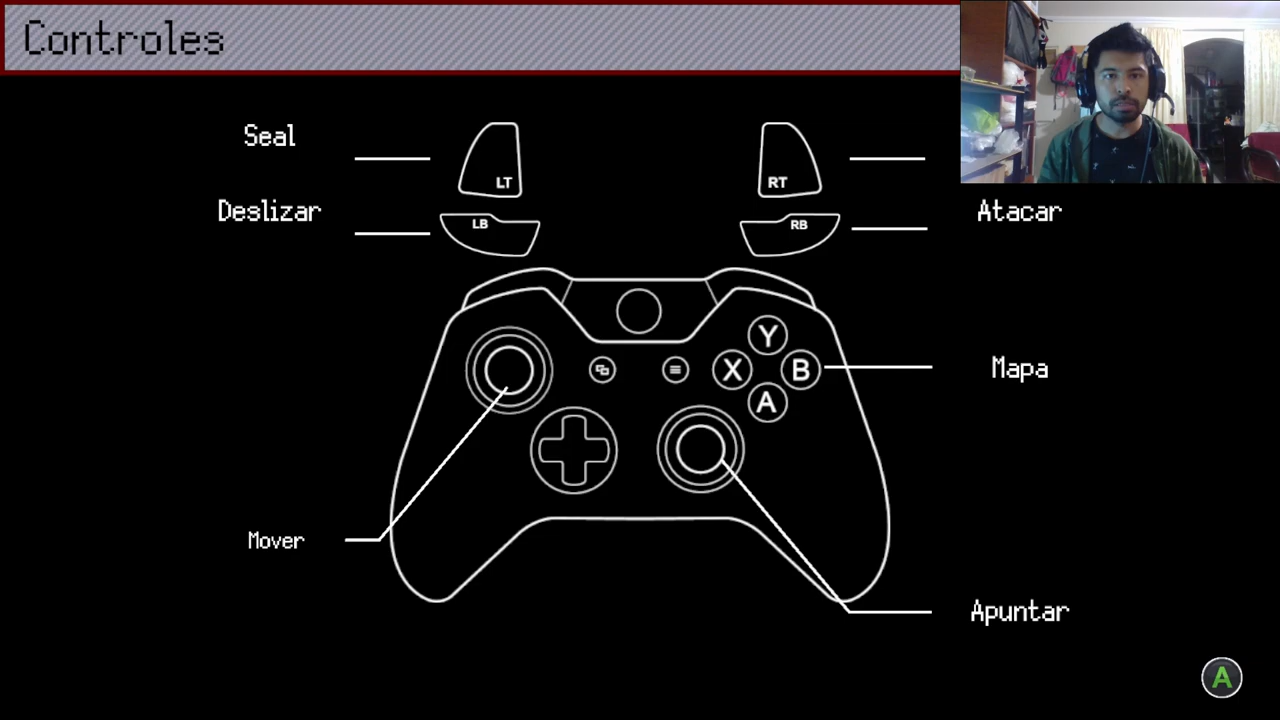 Controles
Seal
LT
RT
Deslizar
LB
RB
Atacar
Y
X
B
Mapa
A
Mover
Apuntar
A